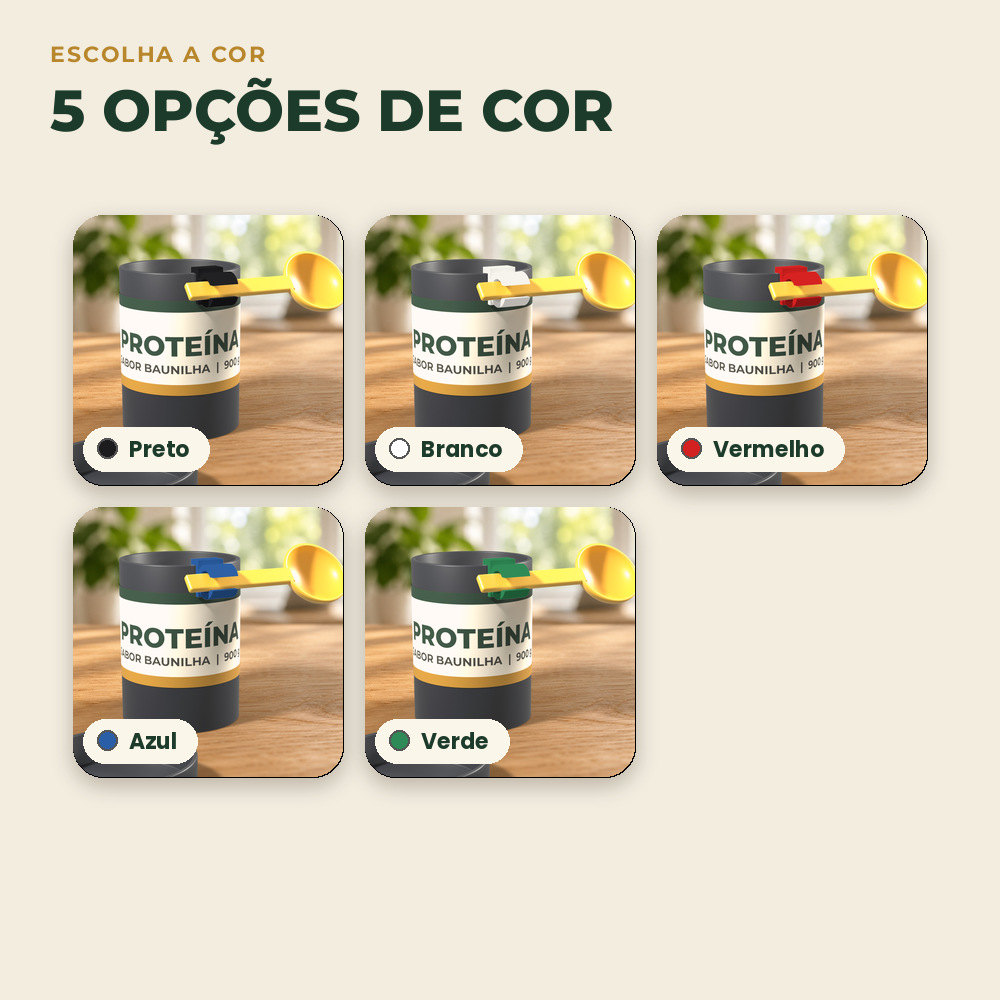 ESCOLHA A COR
5 OPÇÕES DE COR
PROTEÍNA
ABOR BAUNILHA | 900
Preto
PROTEÍNA
ABOR BAUNILHA | 900
Branco
PROTEÍNA
ABOR BAUNILHA | 900
Vermelho
PROTEÍNA
ABOR BAUNILHA | 900
Azul
PROTEÍNA
ABOR BAUNILHA | 900
Verde